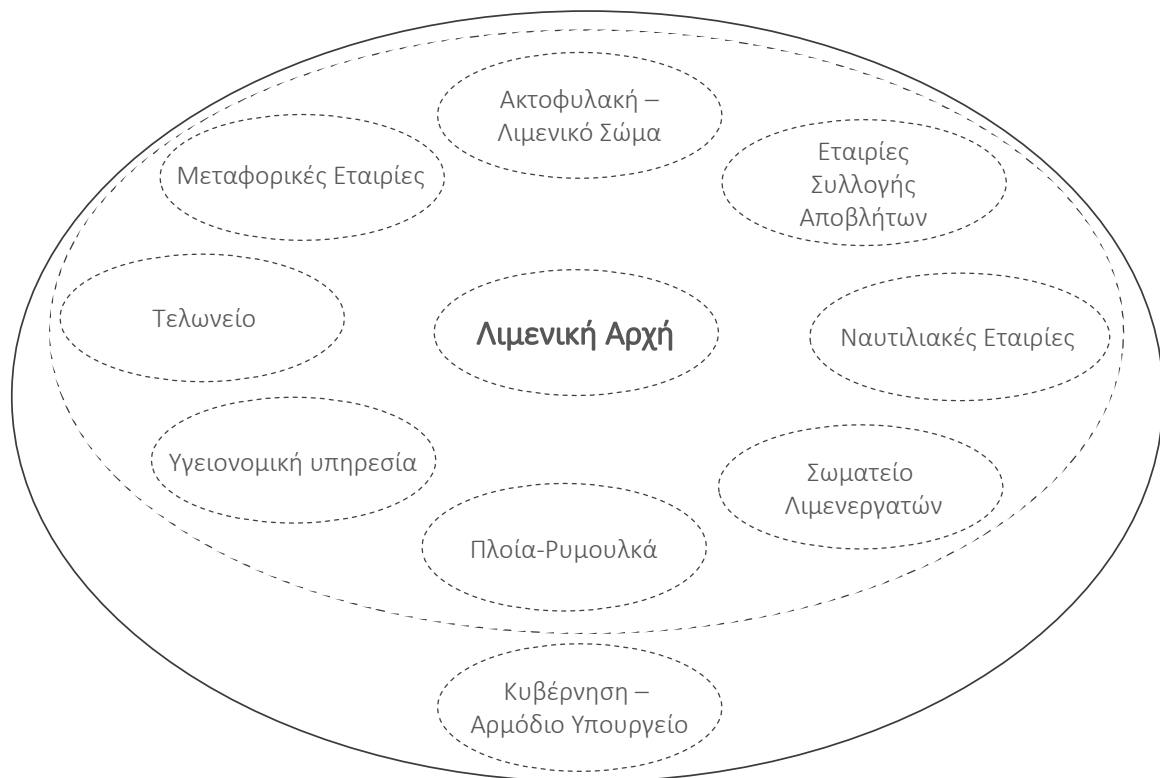 Ακτοφυλακή –
Λιμενικό Σώμα
Μεταφορικές Εταιρίες
Εταιρίες
Συλλογής
Αποβλήτων
Τελωνείο
Λιμενική Αρχή
Ναυτιλιακές Εταιρίες
Υγειονομική υπηρεσία
Σωματείο
Λιμενεργατών
Πλοία-Ρυμουλκά
Κυβέρνηση –
Αρμόδιο Υπουργείο